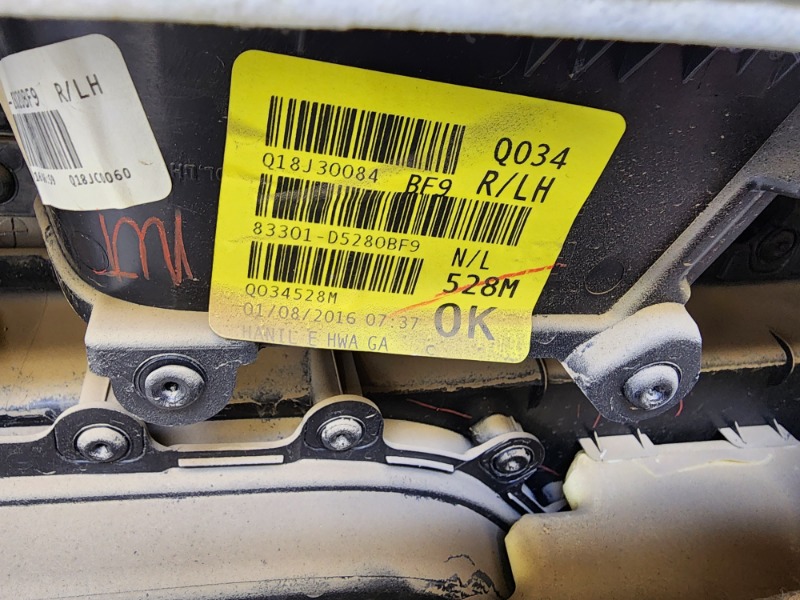 R/LH
Q18JC0060
Q034
Q18J30084
BF9 R/LH
83301-D5280BF9
N/L
528M
Q034528M
01/08/2016 07:37
OK
HANIL E HWA GA